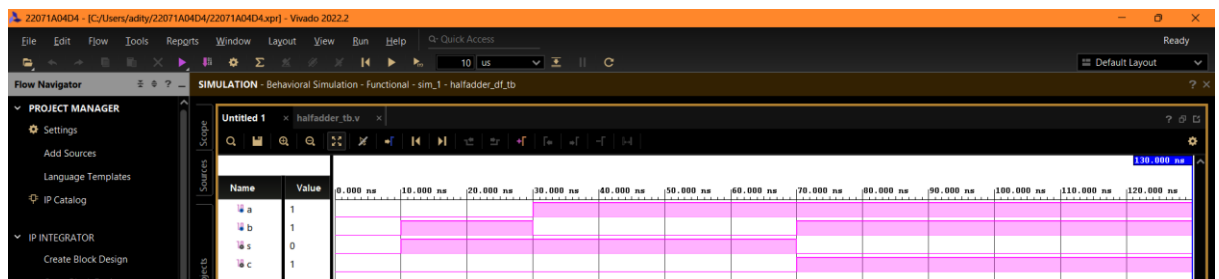 22071A04D4 - [C:/Users/adity/22071A04D4/22071A04D4.xpr] - Vivado 2022.2
File Edit Flow Tools Reports Window Layout View Run Help Q- Quick Access Ready
10 us Default Layout
Flow Navigator SIMULATION - Behavioral Simulation - Functional - sim_1 - halfadder_df_tb
PROJECT MANAGER
Settings
Add Sources
Language Templates
IP Catalog
IP INTEGRATOR
Create Block Design
Scope
Sources
Untitled 1 halfadder_tb.v
130.000 ns
Name Value 0.000 ns 10.000 ns 20.000 ns 30.000 ns 40.000 ns 50.000 ns 60.000 ns 70.000 ns 80.000 ns 90.000 ns 100.000 ns 110.000 ns 120.000 ns
a 1
b 1
s 0
c 1